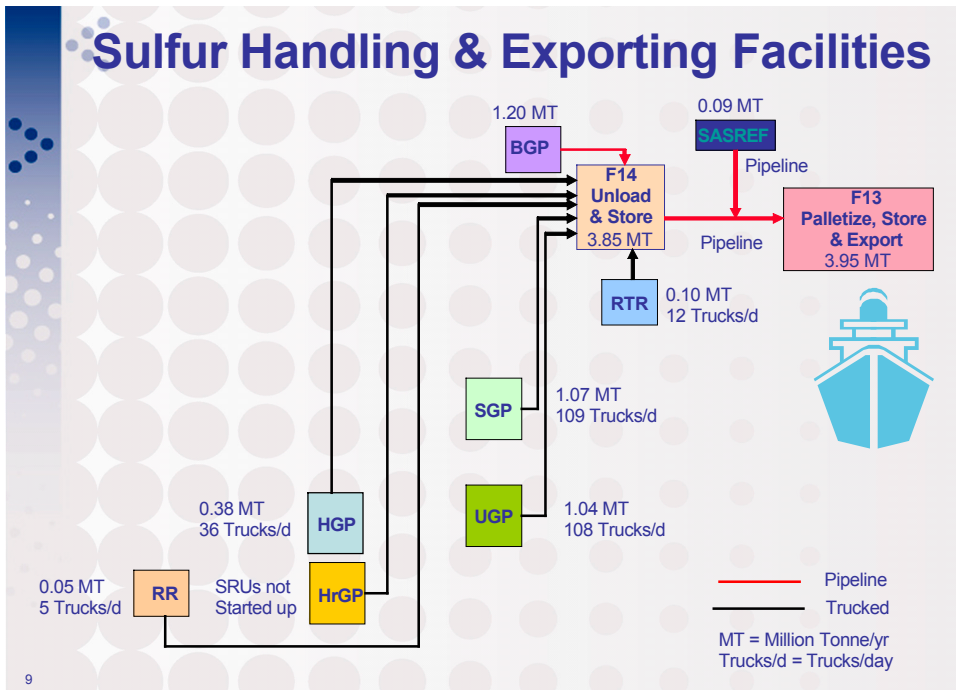 Sulfur Handling & Exporting Facilities
1.20 MT
BGP
0.09 MT
SASREF
Pipeline
F14
Unload
& Store
3.85 MT
Pipeline
F13
Palletize, Store
& Export
3.95 MT
RTR
0.10 MT
12 Trucks/d
SGP
1.07 MT
109 Trucks/d
UGP
1.04 MT
108 Trucks/d
0.38 MT
36 Trucks/d
HGP
0.05 MT
5 Trucks/d
RR
SRUs not
Started up
HrGP
Pipeline
Trucked
MT = Million Tonne/yr
Trucks/d = Trucks/day
9